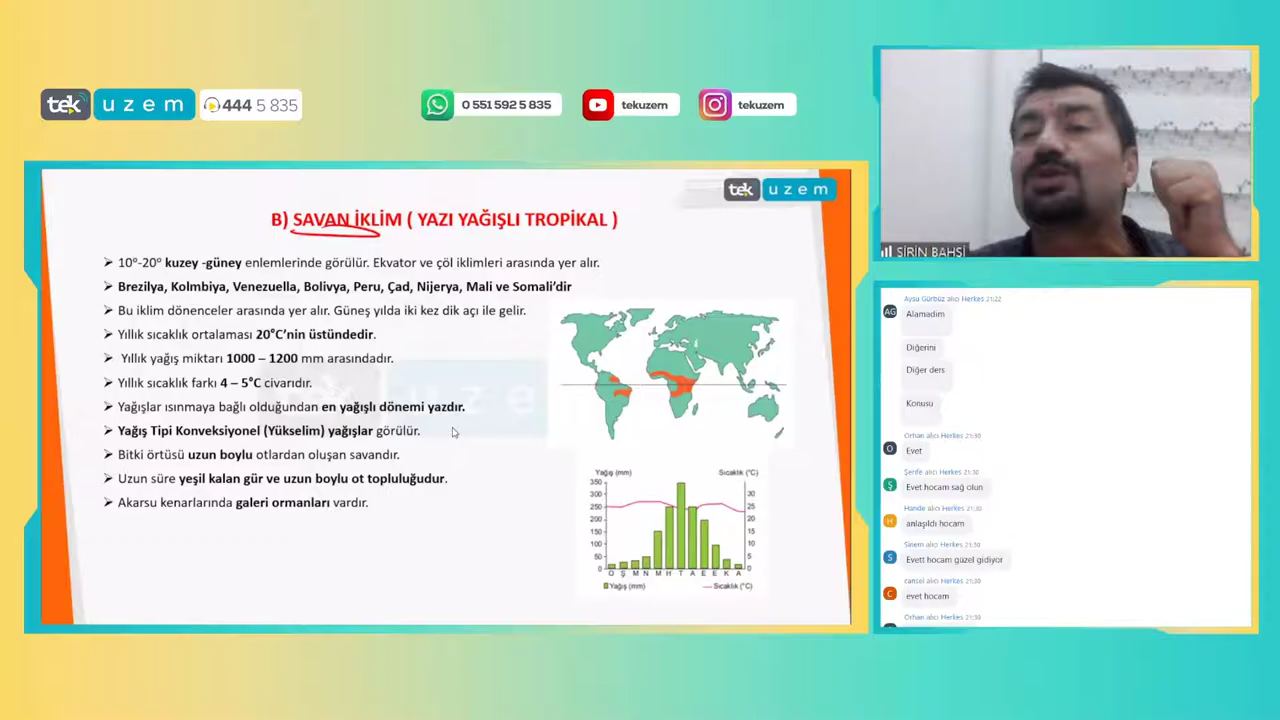 tek uzem 444 5 835
0 551 592 5 835
tekuzem
tekuzem
tek uzem
B) SAVAN İKLİM ( YAZI YAĞIŞLI TROPİKAL )
➢ 10°-20° kuzey -güney enlemlerinde görülür. Ekvator ve çöl iklimleri arasında yer alır.
➢ Brezilya, Kolmbiya, Venezuella, Bolivya, Peru, Çad, Nijerya, Mali ve Somali’dir
➢ Bu iklim dönenceler arasında yer alır. Güneş yılda iki kez dik açı ile gelir.
➢ Yıllık sıcaklık ortalaması 20°C’nin üstündedir.
➢ Yıllık yağış miktarı 1000 – 1200 mm arasındadır.
➢ Yıllık sıcaklık farkı 4 – 5°C civarıdır.
➢ Yağışlar ısınmaya bağlı olduğundan en yağışlı dönemi yazdır.
➢ Yağış Tipi Konveksiyonel (Yükselim) yağışlar görülür.
➢ Bitki örtüsü uzun boylu otlardan oluşan savandır.
➢ Uzun süre yeşil kalan gür ve uzun boylu ot topluluğudur.
➢ Akarsu kenarlarında galeri ormanları vardır.
tek uzem
Yağış (mm) Sıcaklık (°C)
350
300 30
250 25
200 20
150 15
100 10
50 5
0 0
O Ş M N M H T A E E K A
Yağış (mm) Sıcaklık (°C)
ŞİRİN BAHŞİ
Aysu Gürbüz alıcı Herkes 21:22
AG Alamadım
Diğerini
Diğer ders
Konusu
Orhan alıcı Herkes 21:30
O Evet
Şerife alıcı Herkes 21:30
Ş Evet hocam sağ olun
Hande alıcı Herkes 21:30
H anlaşıldı hocam
Sinem alıcı Herkes 21:30
S Evett hocam güzel gidiyor
cansel alıcı Herkes 21:30
C evet hocam
Orhan alıcı Herkes 21:30